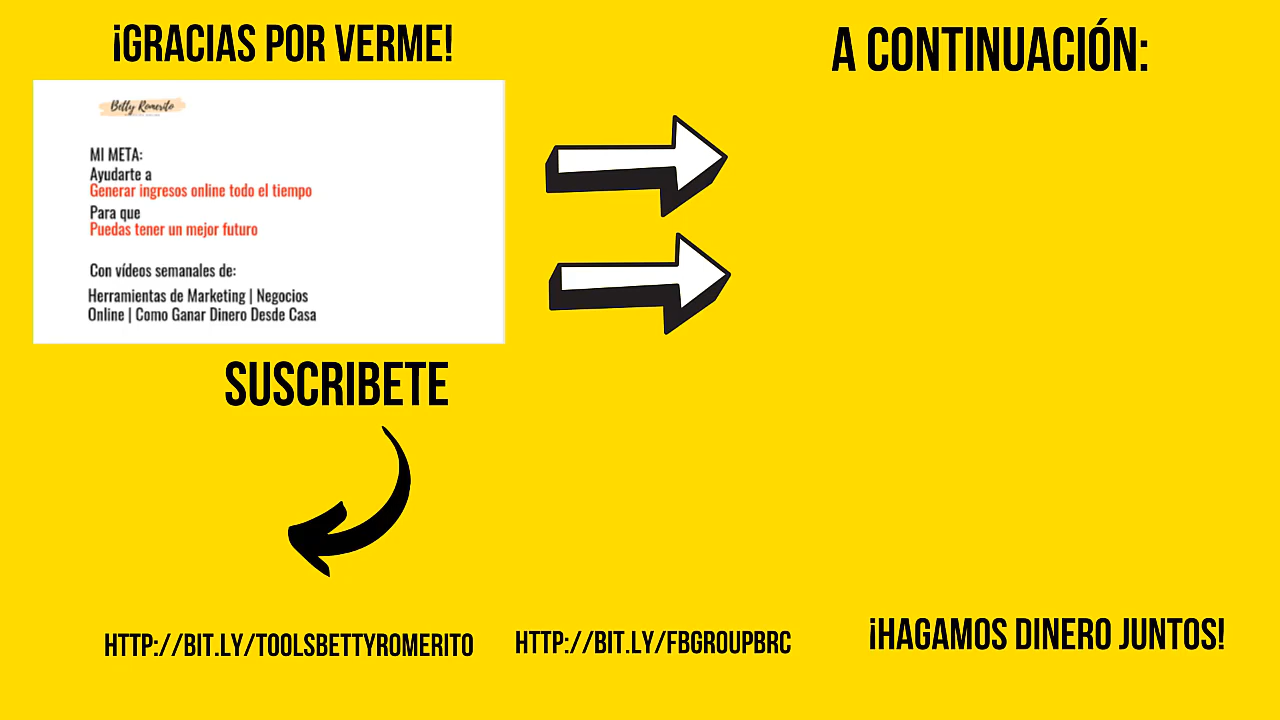 ¡GRACIAS POR VERME!
A CONTINUACIÓN:
Betty Romerito
MI META:
Ayudarte a
Generar ingresos online todo el tiempo
Para que
Puedas tener un mejor futuro
Con vídeos semanales de:
Herramientas de Marketing | Negocios
Online | Como Ganar Dinero Desde Casa
SUSCRIBETE
HTTP://BIT.LY/TOOLSBETTYROMERITO
HTTP://BIT.LY/FBGROUPBRC
¡HAGAMOS DINERO JUNTOS!